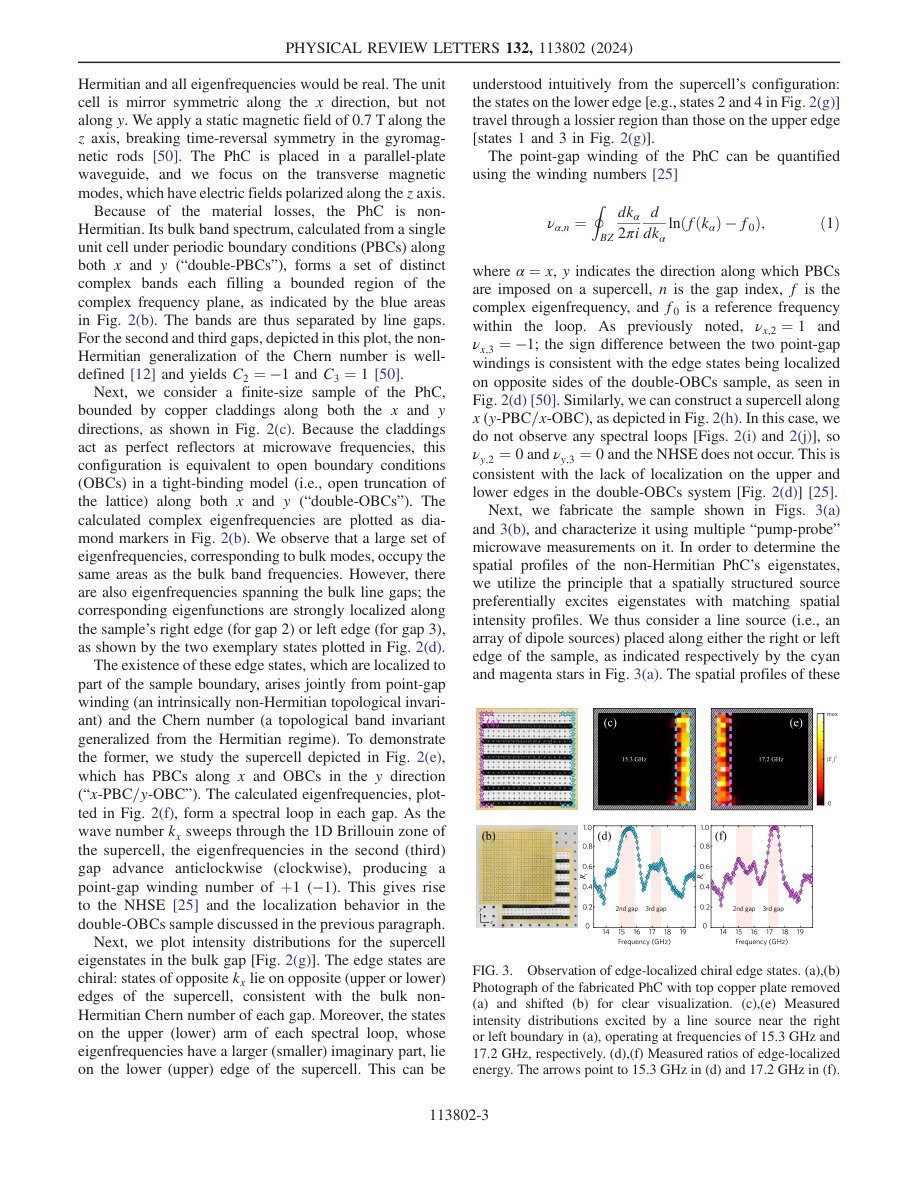 PHYSICAL REVIEW LETTERS 132, 113802 (2024)
Hermitian and all eigenfrequencies would be real. The unit
cell is mirror symmetric along the x direction, but not
along y. We apply a static magnetic field of 0.7 T along the
z axis, breaking time-reversal symmetry in the gyromag-
netic rods [50]. The PhC is placed in a parallel-plate
waveguide, and we focus on the transverse magnetic
modes, which have electric fields polarized along the z axis.
Because of the material losses, the PhC is non-
Hermitian. Its bulk band spectrum, calculated from a single
unit cell under periodic boundary conditions (PBCs) along
both x and y (“double-PBCs”), forms a set of distinct
complex bands each filling a bounded region of the
complex frequency plane, as indicated by the blue areas
in Fig. 2(b). The bands are thus separated by line gaps.
For the second and third gaps, depicted in this plot, the non-
Hermitian generalization of the Chern number is well-
defined [12] and yields C₂ = −1 and C₃ = 1 [50].
Next, we consider a finite-size sample of the PhC,
bounded by copper claddings along both the x and y
directions, as shown in Fig. 2(c). Because the claddings
act as perfect reflectors at microwave frequencies, this
configuration is equivalent to open boundary conditions
(OBCs) in a tight-binding model (i.e., open truncation of
the lattice) along both x and y (“double-OBCs”). The
calculated complex eigenfrequencies are plotted as dia-
mond markers in Fig. 2(b). We observe that a large set of
eigenfrequencies, corresponding to bulk modes, occupy the
same areas as the bulk band frequencies. However, there
are also eigenfrequencies spanning the bulk line gaps; the
corresponding eigenfunctions are strongly localized along
the sample's right edge (for gap 2) or left edge (for gap 3),
as shown by the two exemplary states plotted in Fig. 2(d).
The existence of these edge states, which are localized to
part of the sample boundary, arises jointly from point-gap
winding (an intrinsically non-Hermitian topological invari-
ant) and the Chern number (a topological band invariant
generalized from the Hermitian regime). To demonstrate
the former, we study the supercell depicted in Fig. 2(e),
which has PBCs along x and OBCs in the y direction
(“x-PBC/y-OBC”). The calculated eigenfrequencies, plot-
ted in Fig. 2(f), form a spectral loop in each gap. As the
wave number kₓ sweeps through the 1D Brillouin zone of
the supercell, the eigenfrequencies in the second (third)
gap advance anticlockwise (clockwise), producing a
point-gap winding number of +1 (−1). This gives rise
to the NHSE [25] and the localization behavior in the
double-OBCs sample discussed in the previous paragraph.
Next, we plot intensity distributions for the supercell
eigenstates in the bulk gap [Fig. 2(g)]. The edge states are
chiral: states of opposite kₓ lie on opposite (upper or lower)
edges of the supercell, consistent with the bulk non-
Hermitian Chern number of each gap. Moreover, the states
on the upper (lower) arm of each spectral loop, whose
eigenfrequencies have a larger (smaller) imaginary part, lie
on the lower (upper) edge of the supercell. This can be
understood intuitively from the supercell's configuration:
the states on the lower edge [e.g., states 2 and 4 in Fig. 2(g)]
travel through a lossier region than those on the upper edge
[states 1 and 3 in Fig. 2(g)].
The point-gap winding of the PhC can be quantified
using the winding numbers [25]
ν_{α,n} = ∮_{BZ} dk_α/2πi d/dk_α ln(f(k_α) − f₀), (1)
where α = x, y indicates the direction along which PBCs
are imposed on a supercell, n is the gap index, f is the
complex eigenfrequency, and f₀ is a reference frequency
within the loop. As previously noted, ν_{x,2} = 1 and
ν_{x,3} = −1; the sign difference between the two point-gap
windings is consistent with the edge states being localized
on opposite sides of the double-OBCs sample, as seen in
Fig. 2(d) [50]. Similarly, we can construct a supercell along
x (y-PBC/x-OBC), as depicted in Fig. 2(h). In this case, we
do not observe any spectral loops [Figs. 2(i) and 2(j)], so
ν_{y,2} = 0 and ν_{y,3} = 0 and the NHSE does not occur. This is
consistent with the lack of localization on the upper and
lower edges in the double-OBCs system [Fig. 2(d)] [25].
Next, we fabricate the sample shown in Figs. 3(a)
and 3(b), and characterize it using multiple “pump-probe”
microwave measurements on it. In order to determine the
spatial profiles of the non-Hermitian PhC's eigenstates,
we utilize the principle that a spatially structured source
preferentially excites eigenstates with matching spatial
intensity profiles. We thus consider a line source (i.e., an
array of dipole sources) placed along either the right or left
edge of the sample, as indicated respectively by the cyan
and magenta stars in Fig. 3(a). The spatial profiles of these
(a)
(c)
15.3 GHz
(e)
17.2 GHz
max
0
(b)
(d)
1.0
0.8
0.6
0.4
0.2
0
2nd gap 3rd gap
14 15 16 17 18 19
Frequency (GHz)
(f)
1.0
0.8
0.6
0.4
0.2
0
2nd gap 3rd gap
14 15 16 17 18 19
Frequency (GHz)
FIG. 3. Observation of edge-localized chiral edge states. (a),(b)
Photograph of the fabricated PhC with top copper plate removed
(a) and shifted (b) for clear visualization. (c),(e) Measured
intensity distributions excited by a line source near the right
or left boundary in (a), operating at frequencies of 15.3 GHz and
17.2 GHz, respectively. (d),(f) Measured ratios of edge-localized
energy. The arrows point to 15.3 GHz in (d) and 17.2 GHz in (f).
113802-3